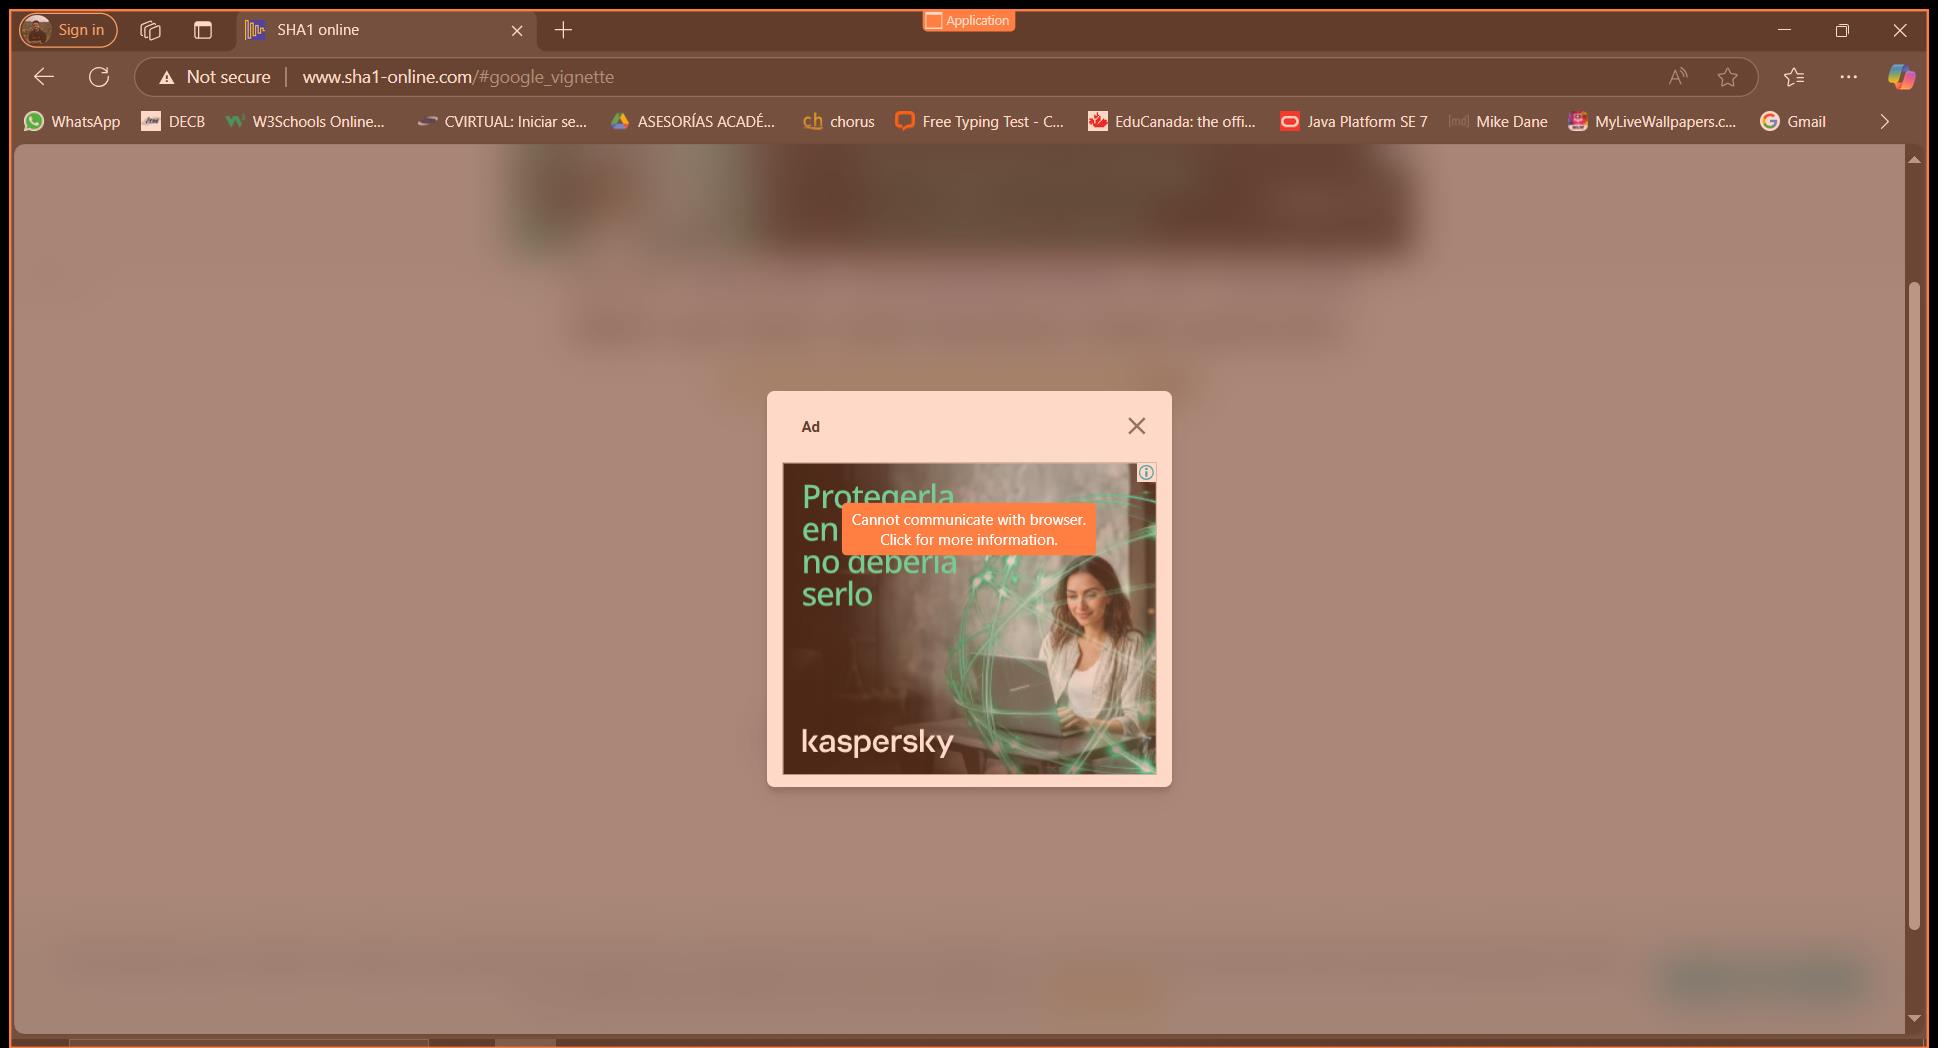 Application
Sign in
SHA1 online
Not secure
www.sha1-online.com/#google_vignette
WhatsApp
DECB
W3Schools Online...
CVIRTUAL: Iniciar se...
ASESORÍAS ACADÉ...
chorus
Free Typing Test - C...
EduCanada: the offi...
Java Platform SE 7
Mike Dane
MyLiveWallpapers.c...
Gmail
Ad
Protegerla
en
Cannot communicate with browser.
Click for more information.
no debería
serlo
kaspersky